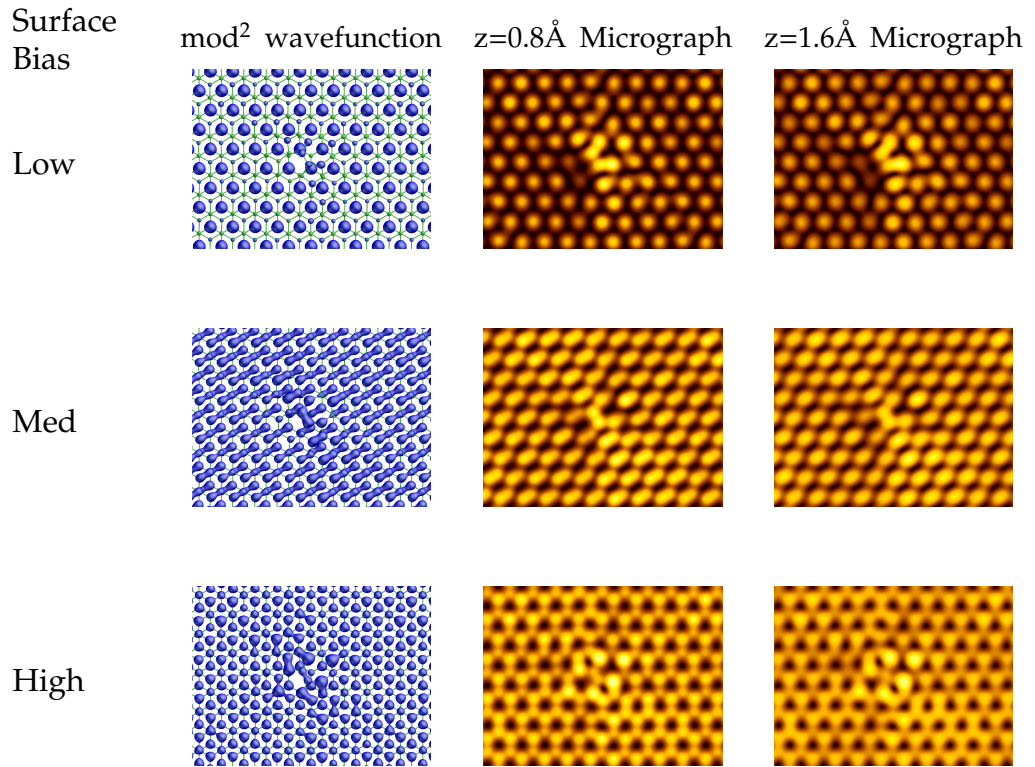 Surface
Bias
mod² wavefunction
z=0.8Å Micrograph
z=1.6Å Micrograph
Low
Med
High